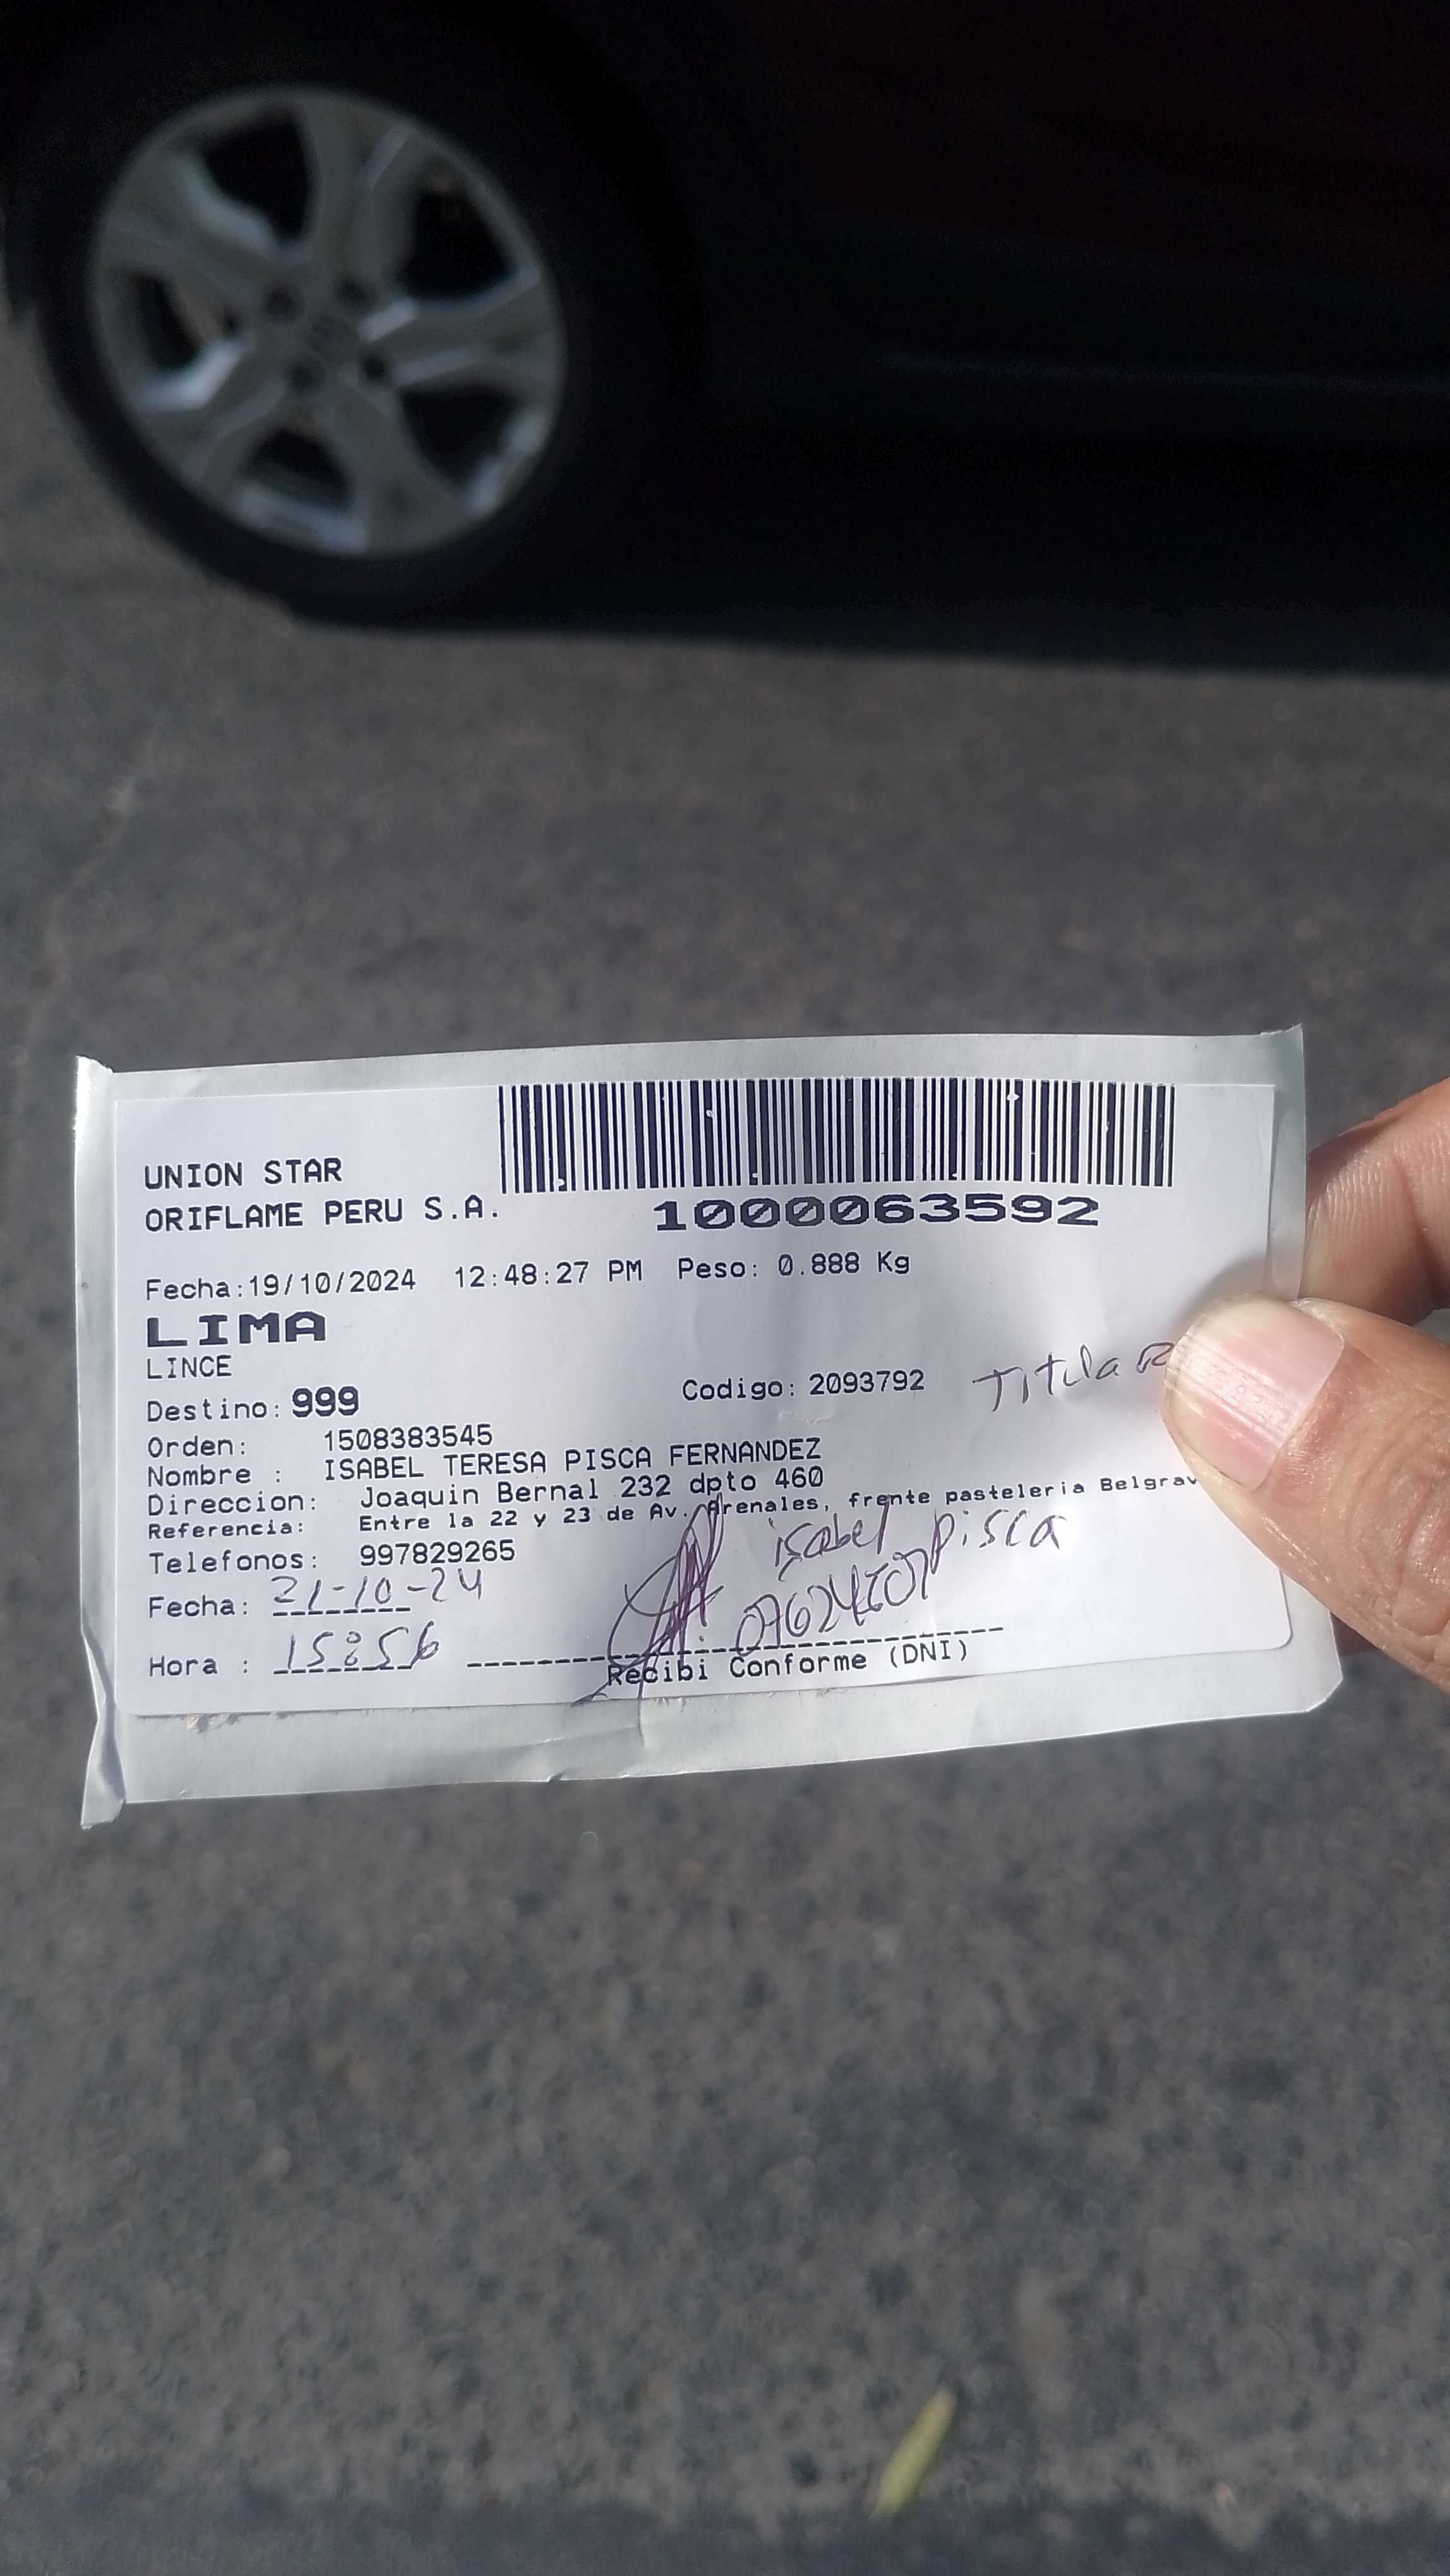 UNION STAR
ORIFLAME PERU S.A.
1000063592
Fecha:19/10/2024 12:48:27 PM Peso: 0.888 Kg
LIMA
LINCE
Destino: 999 Codigo: 2093792 TitulaR
Orden: 1508383545
Nombre : ISABEL TERESA PISCA FERNANDEZ
Direccion: Joaquin Bernal 232 dpto 460
Referencia: Entre la 22 y 23 de Av. Arenales, frente pasteleria Belgrav
Telefonos: 997829265
isabel pisca
Fecha: 21-10-24
Hora : 15:56
Recibi Conforme (DNI)